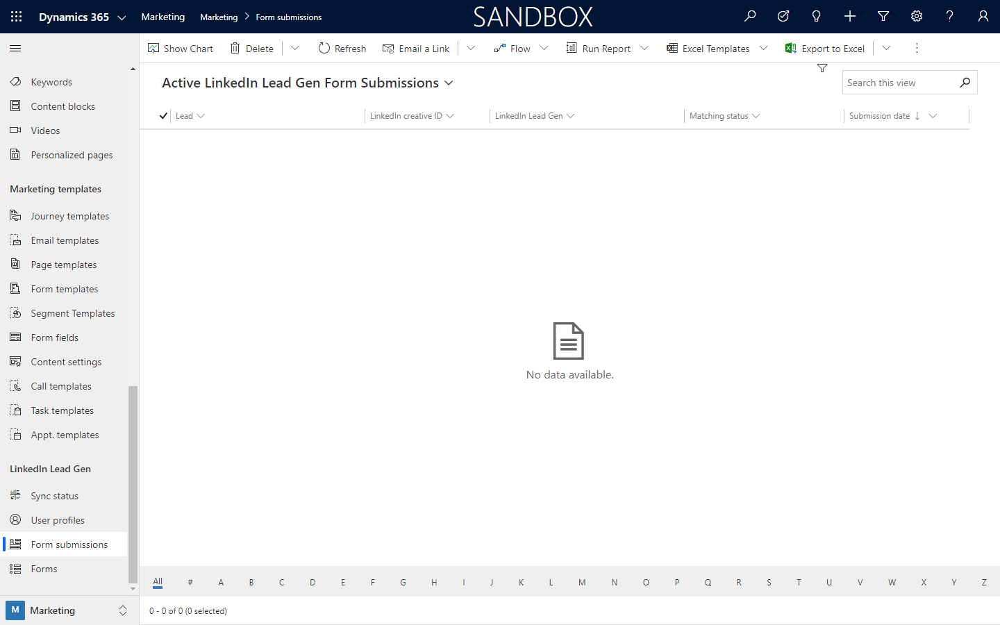 Dynamics 365 Marketing Marketing > Form submissions SANDBOX
Show Chart Delete Refresh Email a Link Flow Run Report Excel Templates Export to Excel
Active LinkedIn Lead Gen Form Submissions
Search this view
Lead LinkedIn creative ID LinkedIn Lead Gen Matching status Submission date ↓
Keywords
Content blocks
Videos
Personalized pages
Marketing templates
Journey templates
Email templates
Page templates
Form templates
Segment Templates
Form fields
Content settings
Call templates
Task templates
Appt. templates
LinkedIn Lead Gen
Sync status
User profiles
Form submissions
Forms
M Marketing
No data available.
All # A B C D E F G H I J K L M N O P Q R S T U V W X Y Z
0 - 0 of 0 (0 selected)